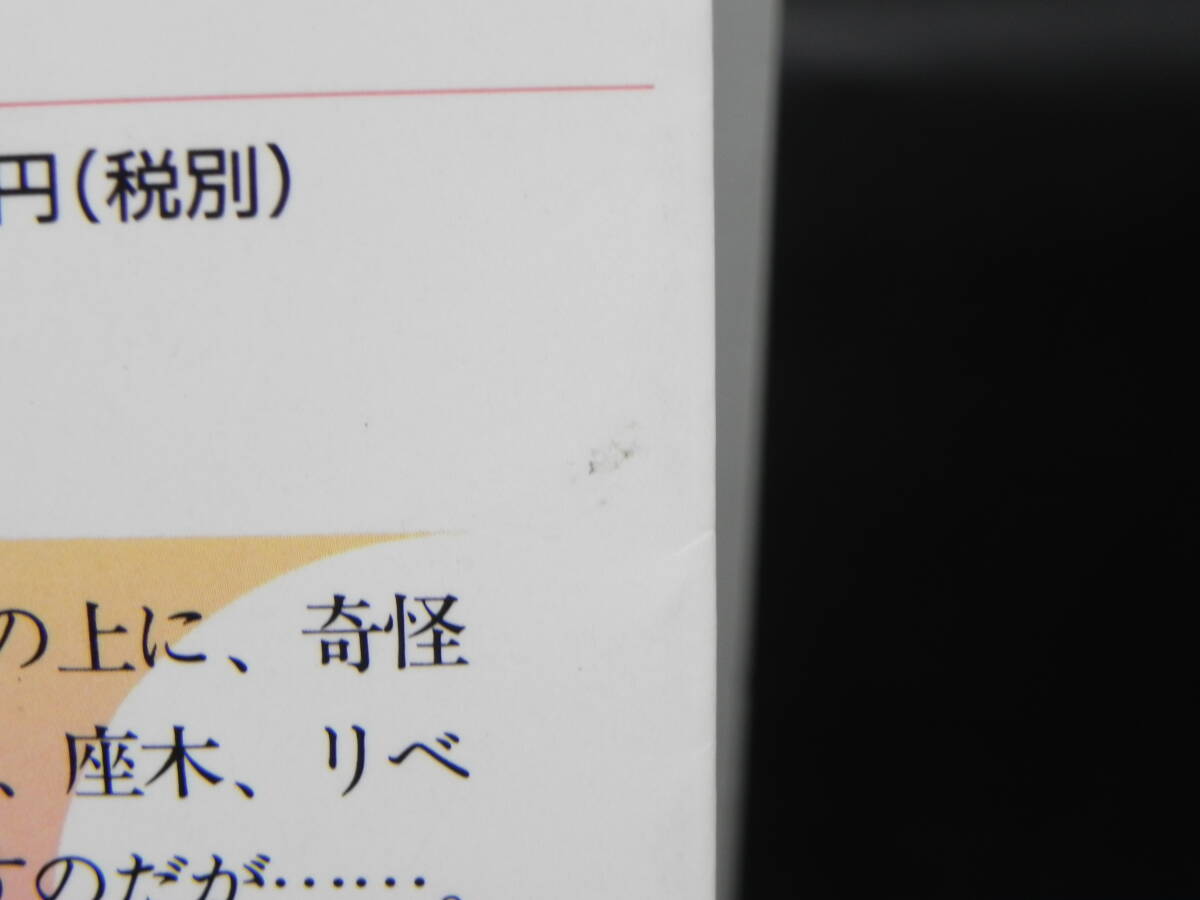 円（税別）
の上に、奇怪
、座木、リベ
のだが……。